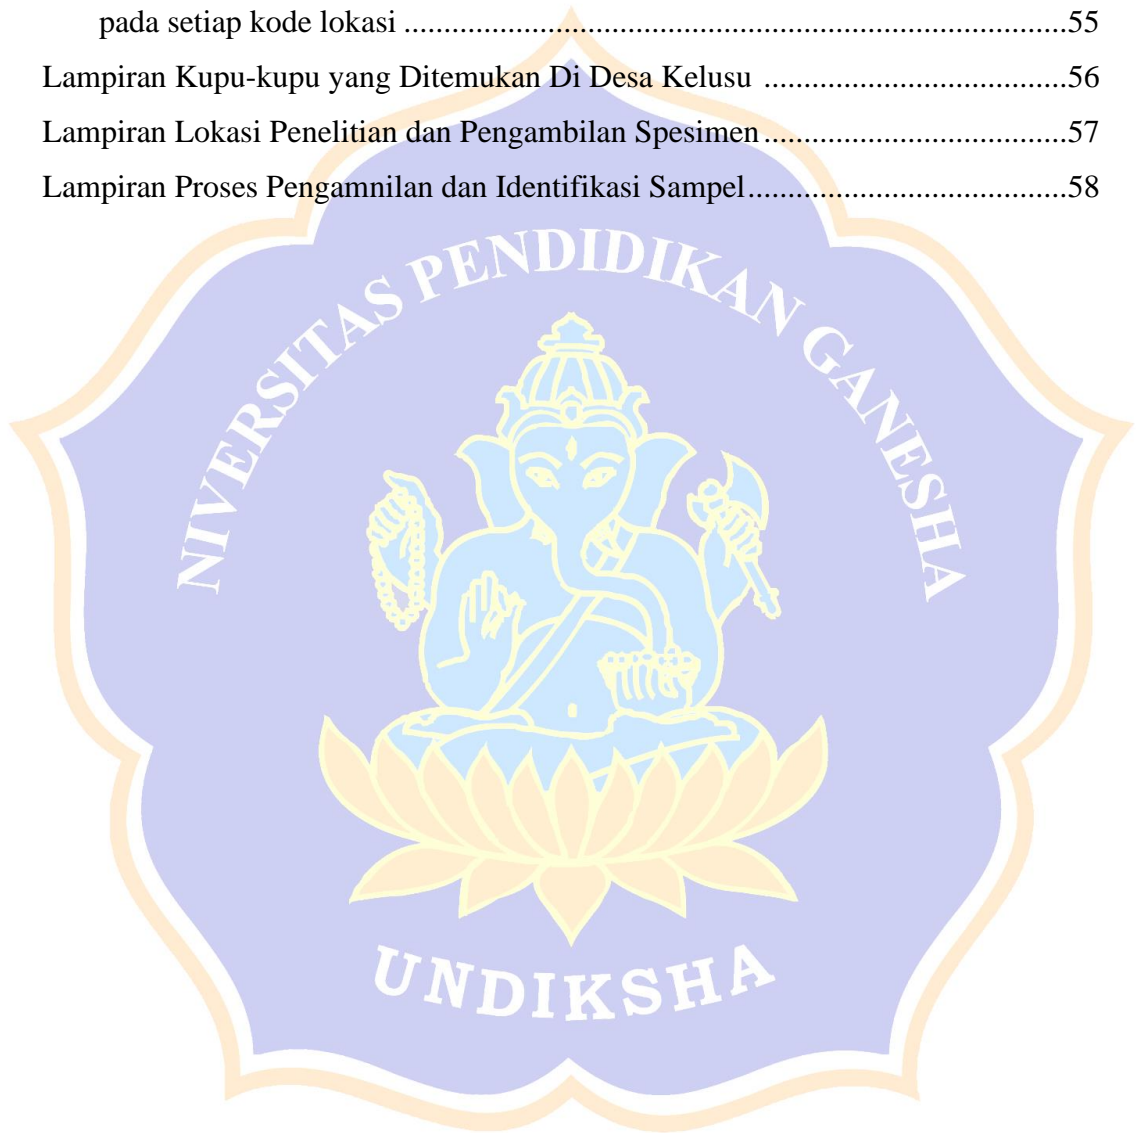 pada setiap kode lokasi ....................................................................................55
Lampiran Kupu-kupu yang Ditemukan Di Desa Kelusu ......................................56
Lampiran Lokasi Penelitian dan Pengambilan Spesimen ......................................57
Lampiran Proses Pengamnilan dan Identifikasi Sampel........................................58
NIVERSITAS PENDIDIKAN GANESHA
UNDIKSHA